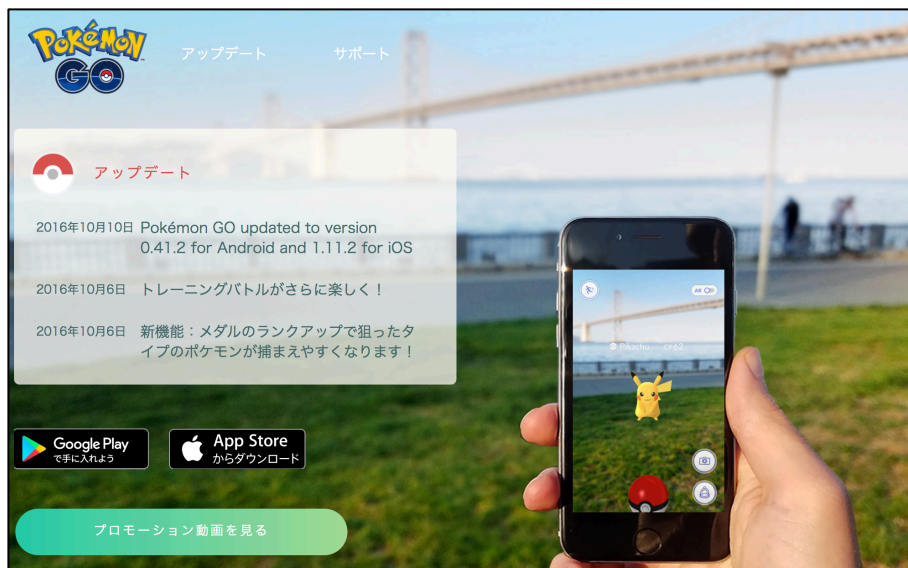 POKÉMON
GO
アップデート
サポート
アップデート
2016年10月10日 Pokémon GO updated to version
0.41.2 for Android and 1.11.2 for iOS
2016年10月6日 トレーニングバトルがさらに楽しく！
2016年10月6日 新機能：メダルのランクアップで狙ったタ
イプのポケモンが捕まえやすくなります！
AR
Pikachu CP62
Google Play
で手に入れよう
App Store
からダウンロード
プロモーション動画を見る